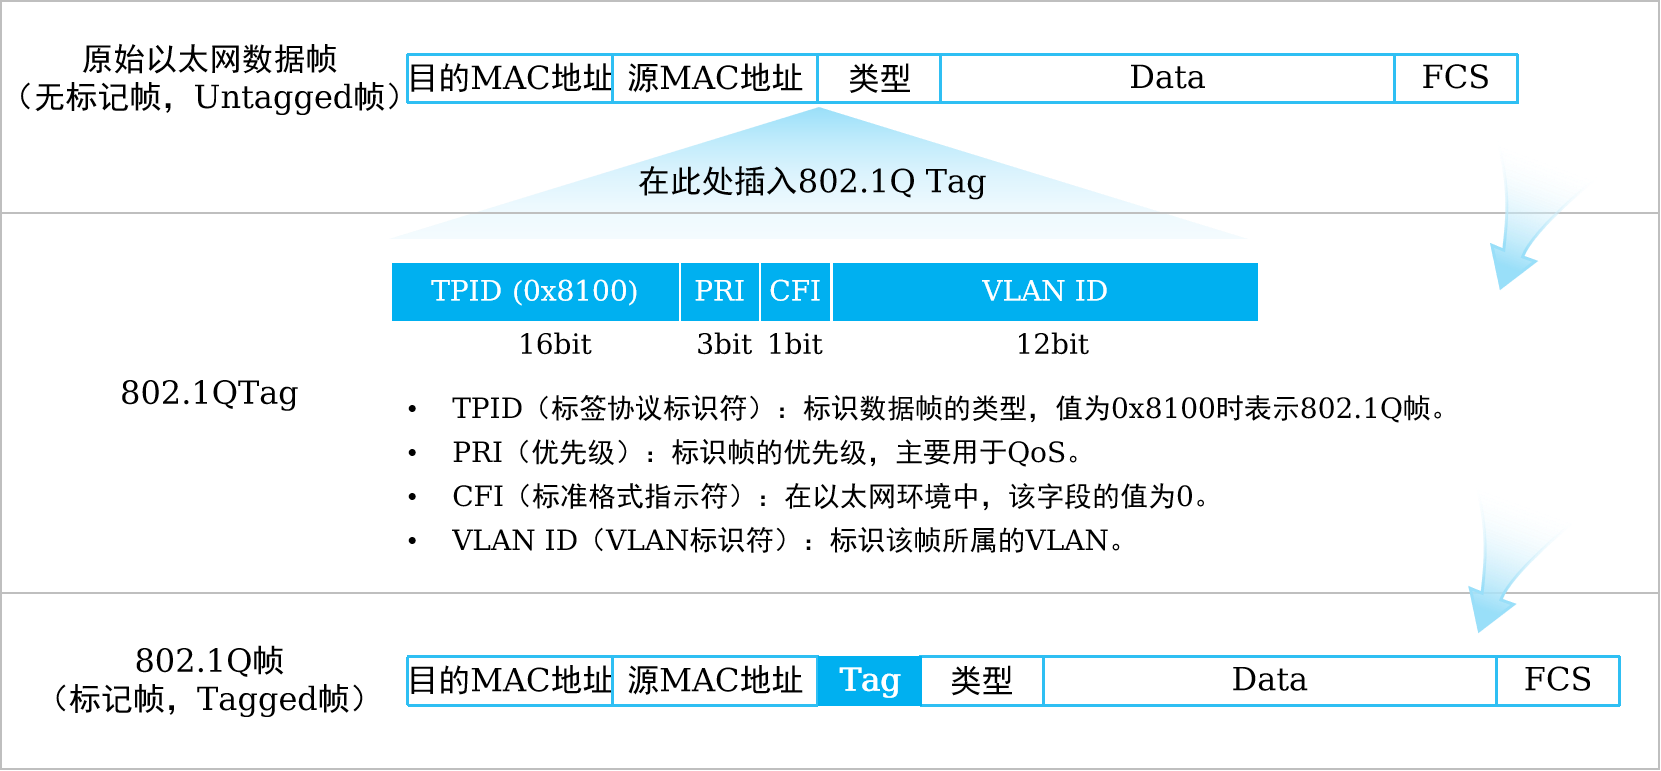 原始以太网数据帧
（无标记帧，Untagged帧）
目的MAC地址 源MAC地址 类型 Data FCS
在此处插入802.1Q Tag
TPID (0x8100) PRI CFI VLAN ID
16bit 3bit 1bit 12bit
802.1QTag
• TPID（标签协议标识符）：标识数据帧的类型，值为0x8100时表示802.1Q帧。
• PRI（优先级）：标识帧的优先级，主要用于QoS。
• CFI（标准格式指示符）：在以太网环境中，该字段的值为0。
• VLAN ID（VLAN标识符）：标识该帧所属的VLAN。
802.1Q帧
（标记帧，Tagged帧）
目的MAC地址 源MAC地址 Tag 类型 Data FCS